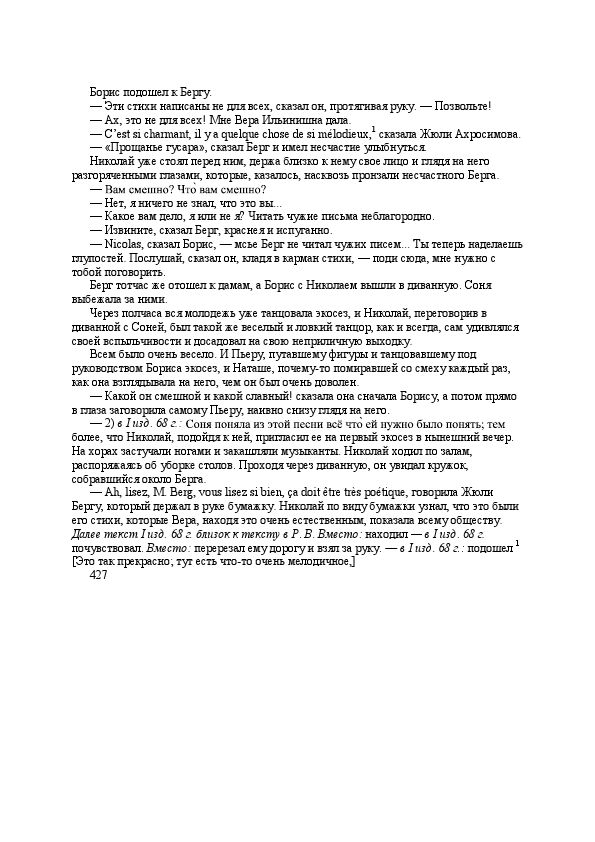 Борис подошел к Бергу.
— Эти стихи написаны не для всех, сказал он, протягивая руку. — Позвольте!
— Ах, это не для всех! Мне Вера Ильинишна дала.
— C’est si charmant, il y a quelque chose de si mélodieux,1 сказала Жюли Ахросимова.
— «Прощанье гусара», сказал Берг и имел несчастие улыбнуться.
Николай уже стоял перед ним, держа близко к нему свое лицо и глядя на него
разгоряченными глазами, которые, казалось, насквозь пронзали несчастного Берга.
— Вам смешно? Что̀ вам смешно?
— Нет, я ничего не знал, что это вы...
— Какое вам дело, я или не я? Читать чужие письма неблагородно.
— Извините, сказал Берг, краснея и испуганно.
— Nicolas, сказал Борис, — мсье Берг не читал чужих писем... Ты теперь наделаешь
глупостей. Послушай, сказал он, кладя в карман стихи, — поди сюда, мне нужно с
тобой поговорить.
Берг тотчас же отошел к дамам, а Борис с Николаем вышли в диванную. Соня
выбежала за ними.
Через полчаса вся молодежь уже танцовала экосез, и Николай, переговорив в
диванной с Соней, был такой же веселый и ловкий танцор, как и всегда, сам удивлялся
своей вспыльчивости и досадовал на свою неприличную выходку.
Всем было очень весело. И Пьеру, путавшему фигуры и танцовавшему под
руководством Бориса экосез, и Наташе, почему-то помиравшей со смеху каждый раз,
как она взглядывала на него, чем он был очень доволен.
— Какой он смешной и какой славный! сказала она сначала Борису, а потом прямо
в глаза заговорила самому Пьеру, наивно снизу глядя на него.
— 2) в I изд. 68 г.: Соня поняла из этой песни всё что̀ ей нужно было понять; тем
более, что Николай, подойдя к ней, пригласил ее на первый экосез в нынешний вечер.
На хорах застучали ногами и закашляли музыканты. Николай ходил по залам,
распоряжаясь об уборке столов. Проходя через диванную, он увидал кружок,
собравшийся около Берга.
— Ah, lisez, M. Berg, vous lisez si bien, ça doit être très poétique, говорила Жюли
Бергу, который держал в руке бумажку. Николай по виду бумажки узнал, что это были
его стихи, которые Вера, находя это очень естественным, показала всему обществу.
Далее текст I изд. 68 г. близок к тексту в Р. В. Вместо: находил — в I изд. 68 г.
почувствовал. Вместо: перерезал ему дорогу и взял за руку. — в I изд. 68 г.: подошел 1
[Это так прекрасно; тут есть что-то очень мелодичное,]
427